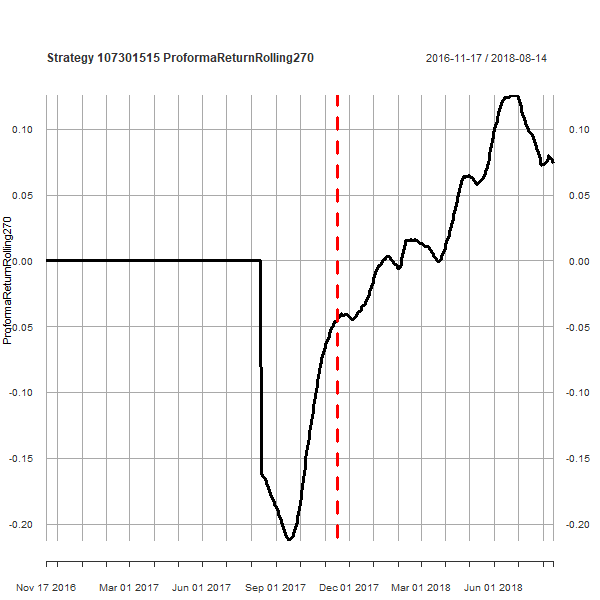 Strategy 107301515 ProformaReturnRolling270
2016-11-17 / 2018-08-14
0.10 0.10
0.05 0.05
ProformaReturnRolling270
0.00 0.00
-0.05 -0.05
-0.10 -0.10
-0.15 -0.15
-0.20 -0.20
Nov 17 2016 Mar 01 2017 Jun 01 2017 Sep 01 2017 Dec 01 2017 Mar 01 2018 Jun 01 2018